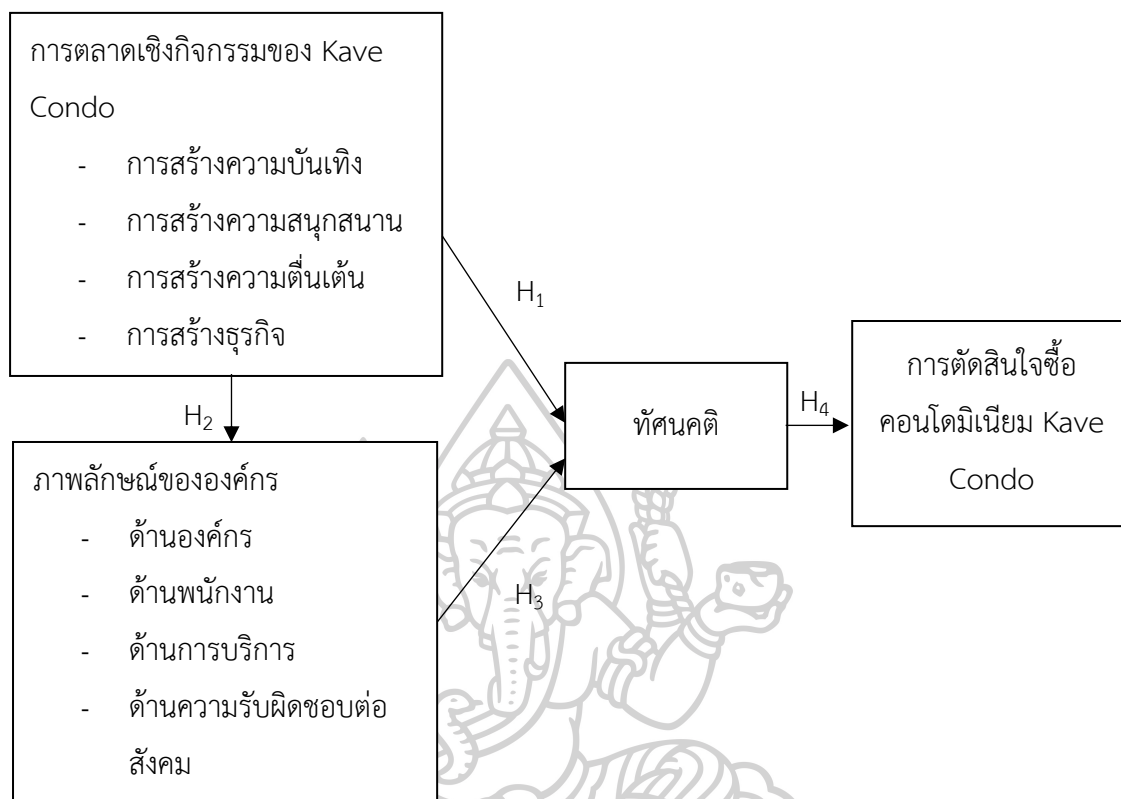 การตลาดเชิงกิจกรรมของ Kave
Condo
- การสร้างความบันเทิง
- การสร้างความสนุกสนาน
- การสร้างความตื่นเต้น
- การสร้างธุรกิจ
H₁
H₂
ภาพลักษณ์ขององค์กร
- ด้านองค์กร
- ด้านพนักงาน
- ด้านการบริการ
- ด้านความรับผิดชอบต่อ
สังคม
H₃
ทัศนคติ
H₄
การตัดสินใจซื้อ
คอนโดมิเนียม Kave
Condo